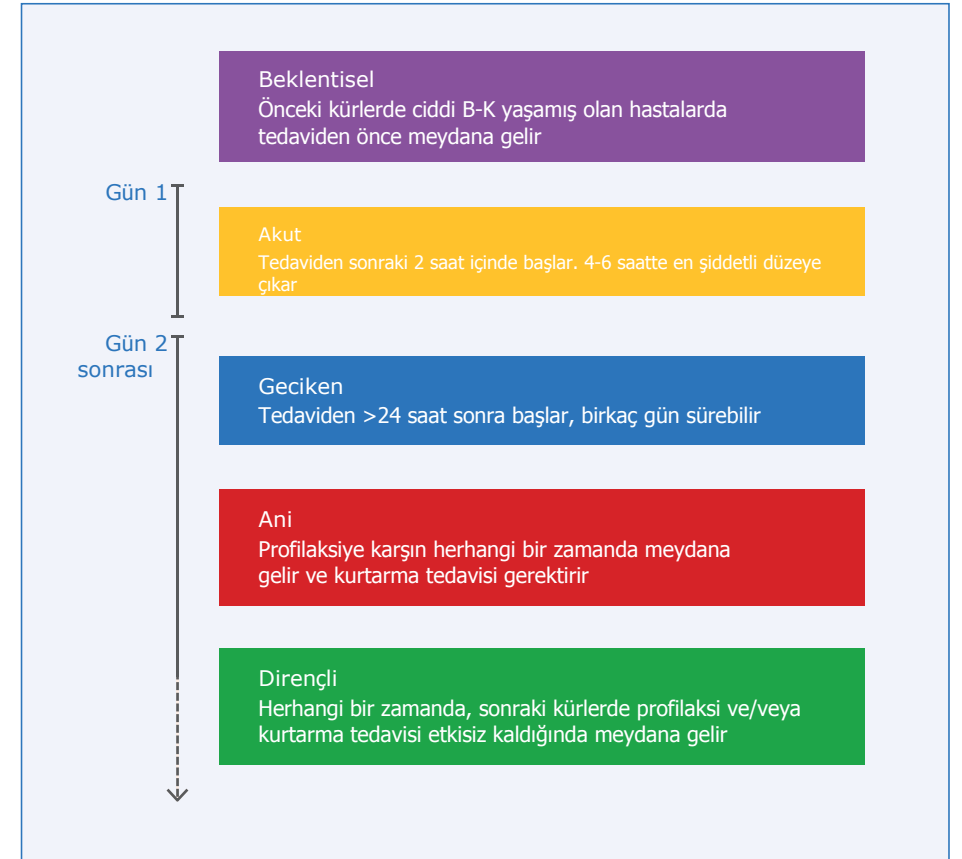 Beklentisel
Önceki kürlerde ciddi B-K yaşamış olan hastalarda
tedaviden önce meydana gelir
Gün 1
Akut
Tedaviden sonraki 2 saat içinde başlar. 4-6 saatte en şiddetli düzeye
çıkar
Gün 2
sonrası
Geciken
Tedaviden >24 saat sonra başlar, birkaç gün sürebilir
Ani
Profilaksiye karşın herhangi bir zamanda meydana
gelir ve kurtarma tedavisi gerektirir
Dirençli
Herhangi bir zamanda, sonraki kürlerde profilaksi ve/veya
kurtarma tedavisi etkisiz kaldığında meydana gelir